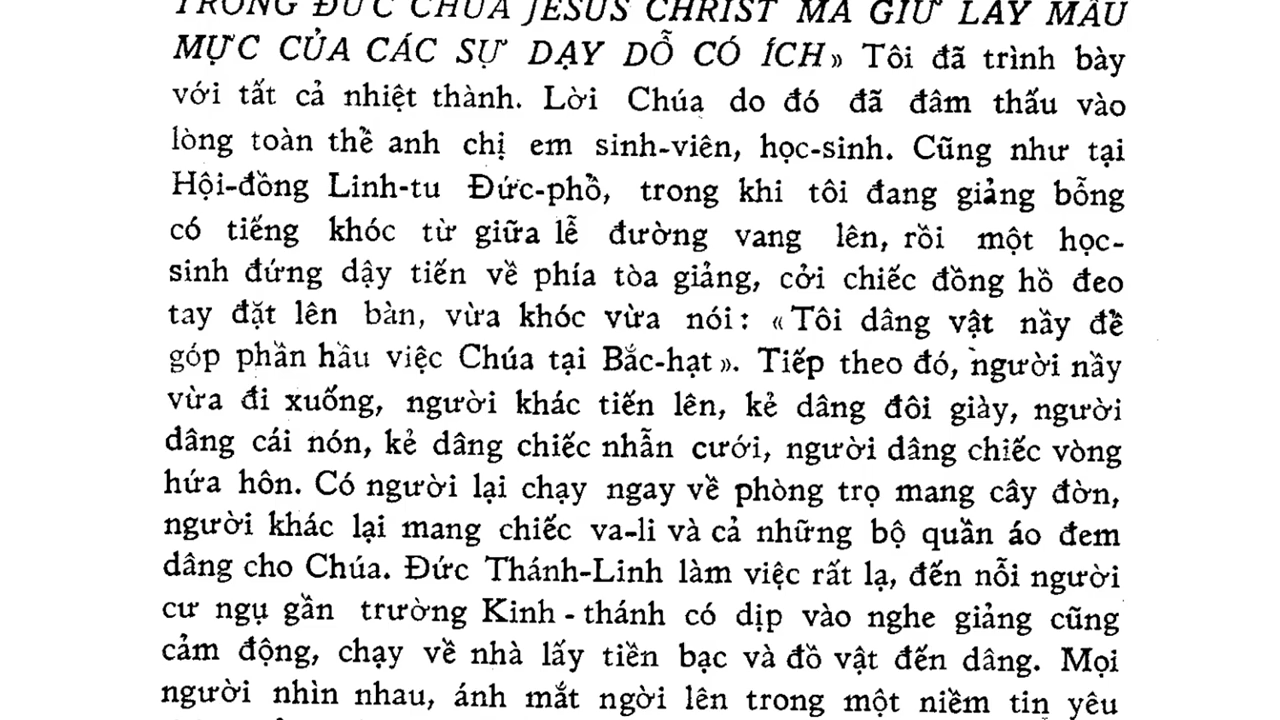 TRONG ĐỨC CHÚA JÊSUS CHRIST MÀ GIỮ LẤY MẪU
MỰC CỦA CÁC SỰ DẠY DỖ CÓ ÍCH» Tôi đã trình bày
với tất cả nhiệt thành. Lời Chúa do đó đã đâm thấu vào
lòng toàn thể anh chị em sinh-viên, học-sinh. Cũng như tại
Hội-đồng Linh-tu Đức-phổ, trong khi tôi đang giảng bỗng
có tiếng khóc từ giữa lễ đường vang lên, rồi một học-
sinh đứng dậy tiến về phía tòa giảng, cởi chiếc đồng hồ đeo
tay đặt lên bàn, vừa khóc vừa nói: «Tôi dâng vật nầy để
góp phần hầu việc Chúa tại Bắc-hạt». Tiếp theo đó, người nầy
vừa đi xuống, người khác tiến lên, kẻ dâng đôi giày, người
dâng cái nón, kẻ dâng chiếc nhẫn cưới, người dâng chiếc vòng
hứa hôn. Có người lại chạy ngay về phòng trọ mang cây đờn,
người khác lại mang chiếc va-li và cả những bộ quần áo đem
dâng cho Chúa. Đức Thánh-Linh làm việc rất lạ, đến nỗi người
cư ngụ gần trường Kinh-thánh có dịp vào nghe giảng cũng
cảm động, chạy về nhà lấy tiền bạc và đồ vật đến dâng. Mọi
người nhìn nhau, ánh mắt ngời lên trong một niềm tin yêu